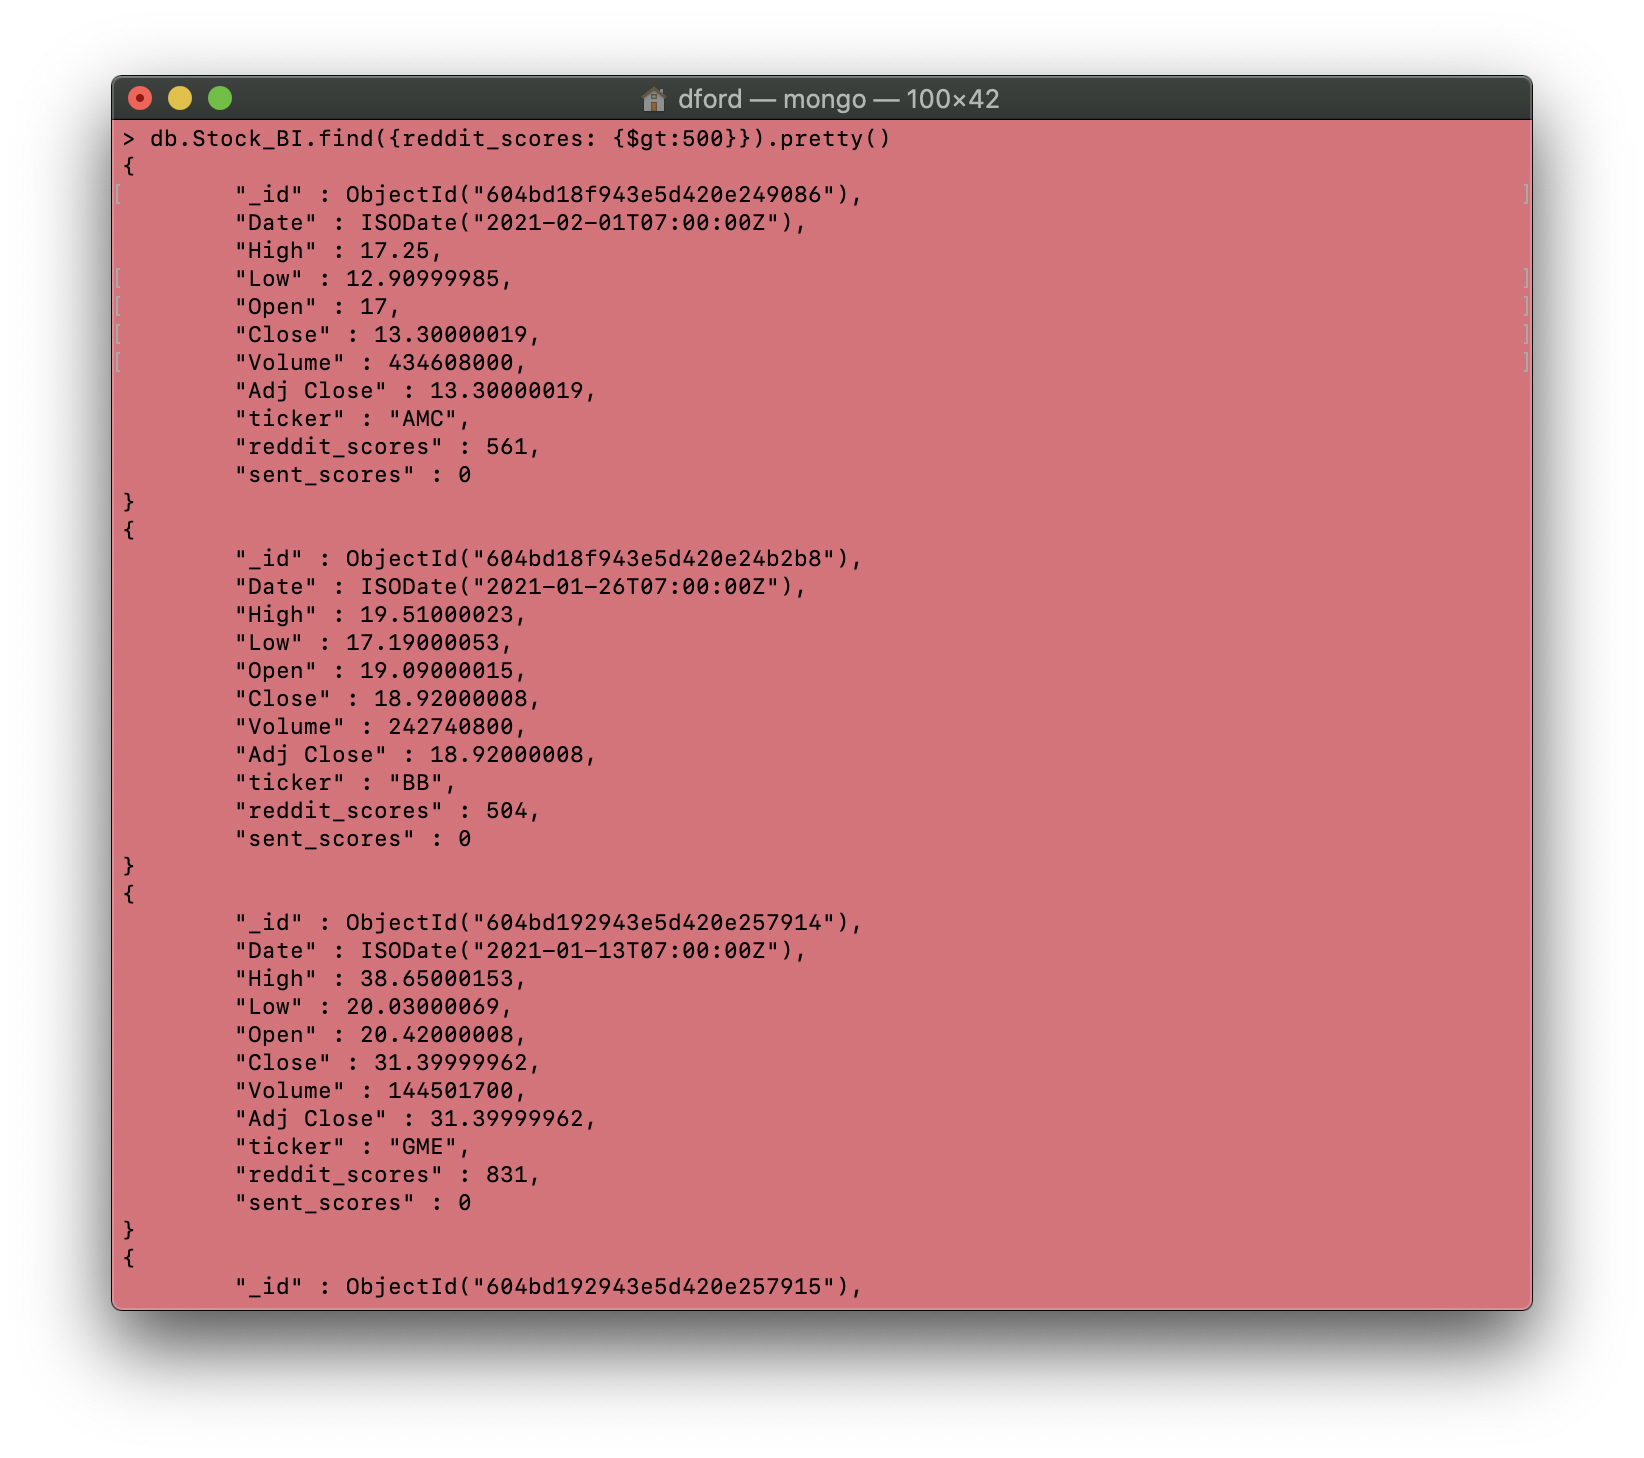 dford — mongo — 100×42
> db.Stock_BI.find({reddit_scores: {$gt:500}}).pretty()
{
[ "_id" : ObjectId("604bd18f943e5d420e249086"), ]
"Date" : ISODate("2021-02-01T07:00:00Z"),
"High" : 17.25,
[ "Low" : 12.90999985, ]
[ "Open" : 17, ]
[ "Close" : 13.30000019, ]
[ "Volume" : 434608000, ]
"Adj Close" : 13.30000019,
"ticker" : "AMC",
"reddit_scores" : 561,
"sent_scores" : 0
}
{
"_id" : ObjectId("604bd18f943e5d420e24b2b8"),
"Date" : ISODate("2021-01-26T07:00:00Z"),
"High" : 19.51000023,
"Low" : 17.19000053,
"Open" : 19.09000015,
"Close" : 18.92000008,
"Volume" : 242740800,
"Adj Close" : 18.92000008,
"ticker" : "BB",
"reddit_scores" : 504,
"sent_scores" : 0
}
{
"_id" : ObjectId("604bd192943e5d420e257914"),
"Date" : ISODate("2021-01-13T07:00:00Z"),
"High" : 38.65000153,
"Low" : 20.03000069,
"Open" : 20.42000008,
"Close" : 31.39999962,
"Volume" : 144501700,
"Adj Close" : 31.39999962,
"ticker" : "GME",
"reddit_scores" : 831,
"sent_scores" : 0
}
{
"_id" : ObjectId("604bd192943e5d420e257915"),